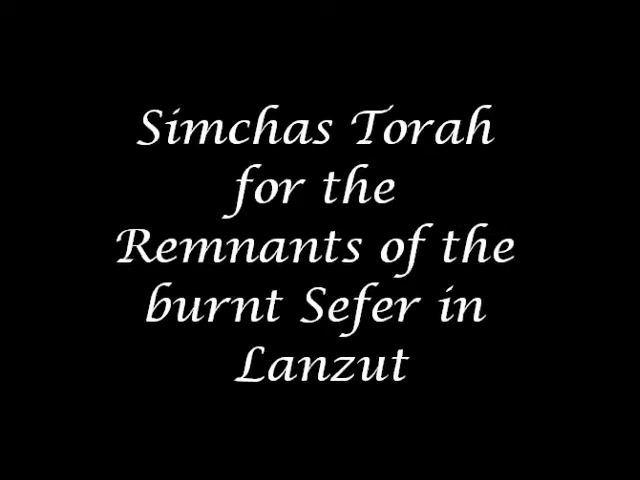 Simchas Torah
for the
Remnants of the
burnt Sefer in
Lanzut